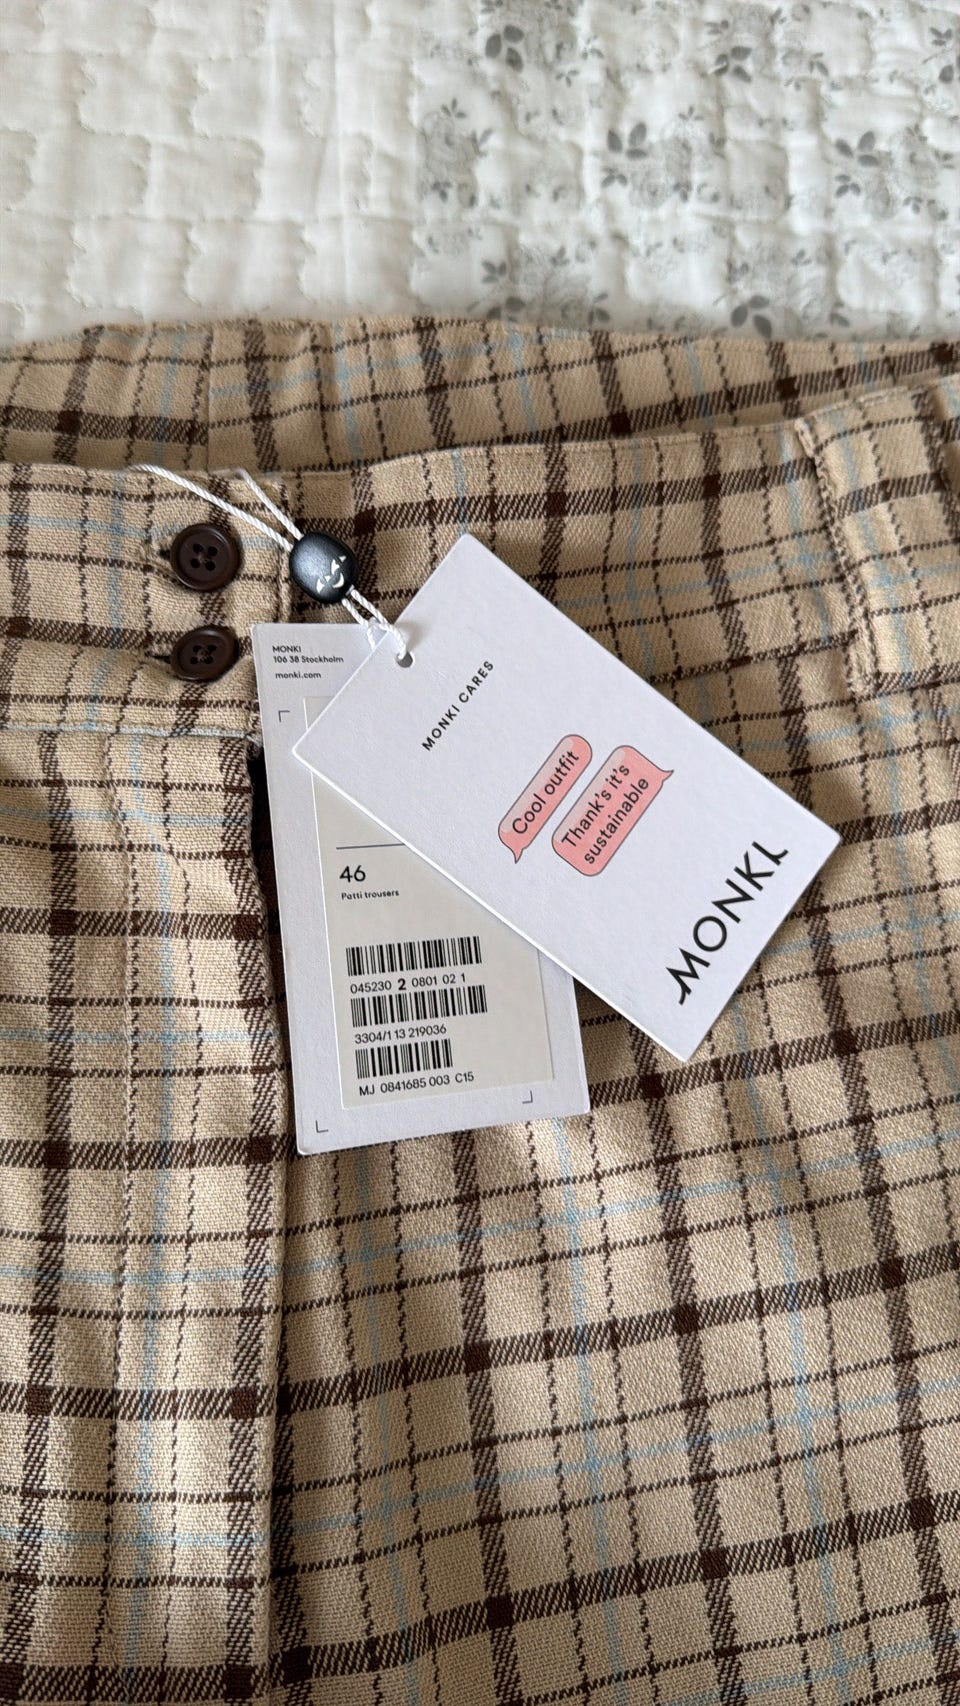 MONKI
106 38 Stockholm
monki.com
46
Patti trousers
045230 2 0801 02 1
3304/1 13 219036
MJ 0841685 003 C15
MONKI CARES
Cool outfit
Thank's it's
sustainable
MONKI